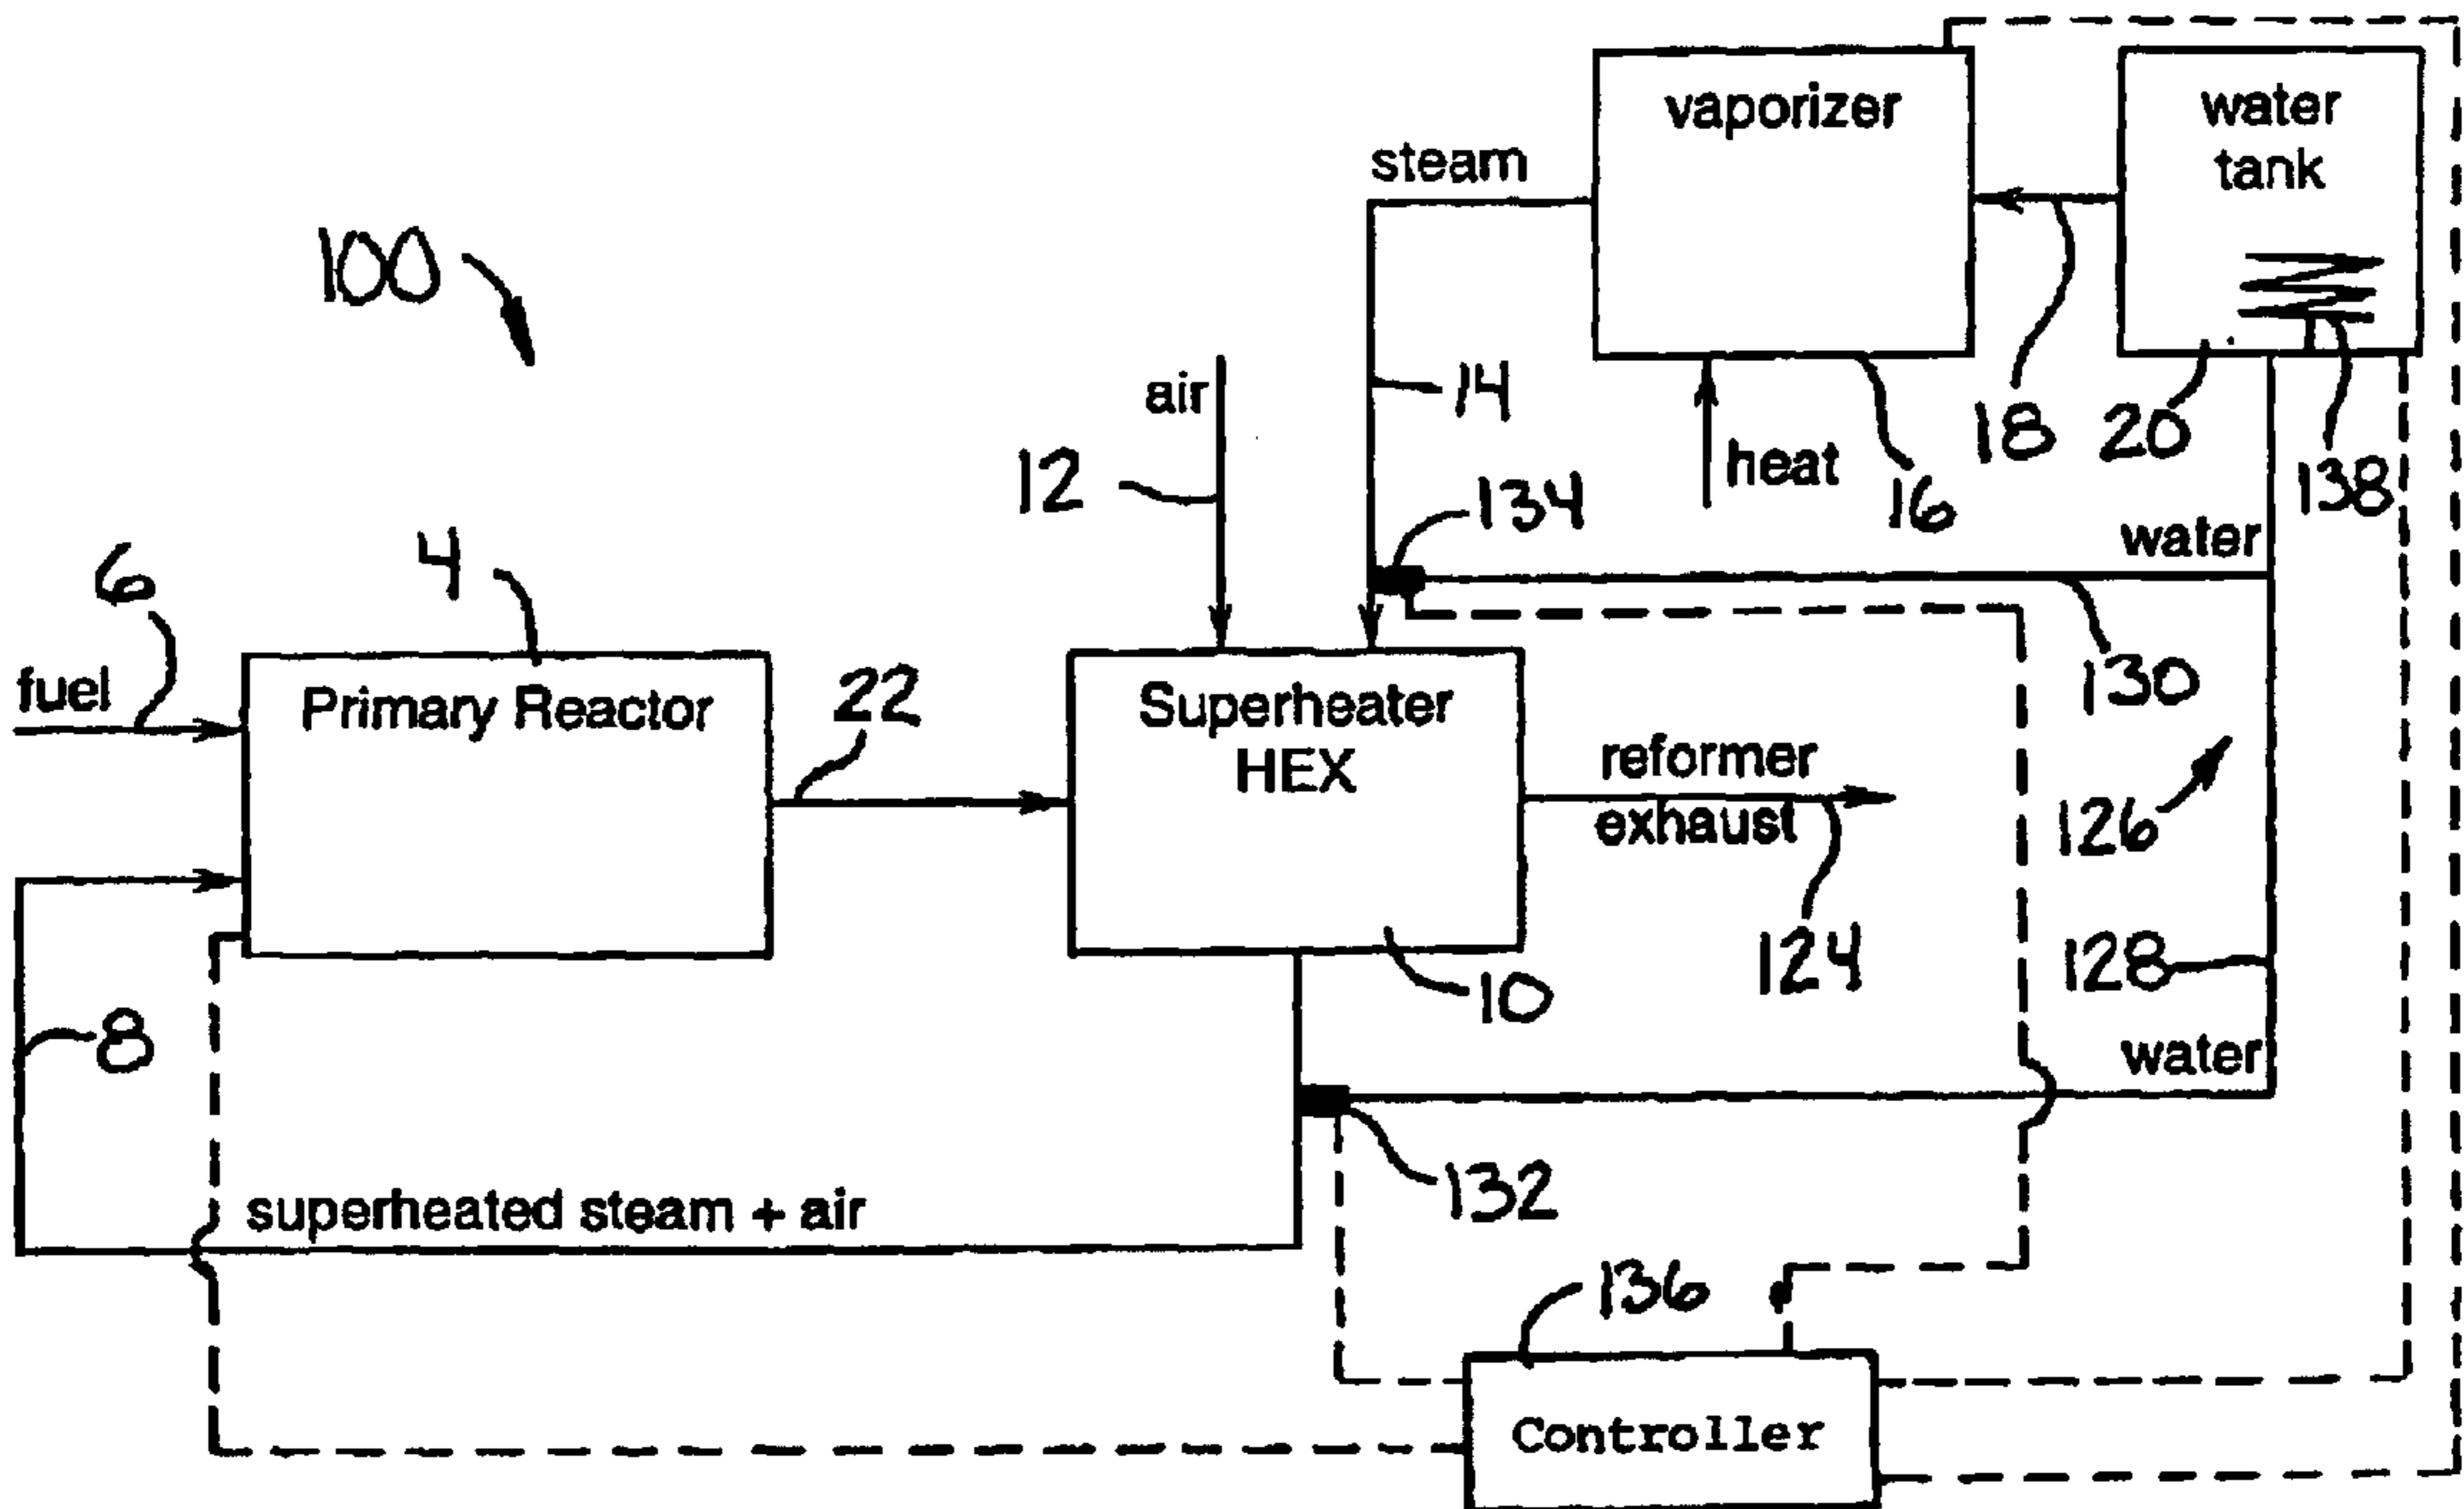 vaporizer
water
tank
steam
100
air
14
12
heat
18
20
138
16
134
water
6
4
fuel
Primary Reactor
22
Superheater
HEX
130
reformer
exhaust
126
124
128
10
8
water
132
superheated steam + air
136
Controller